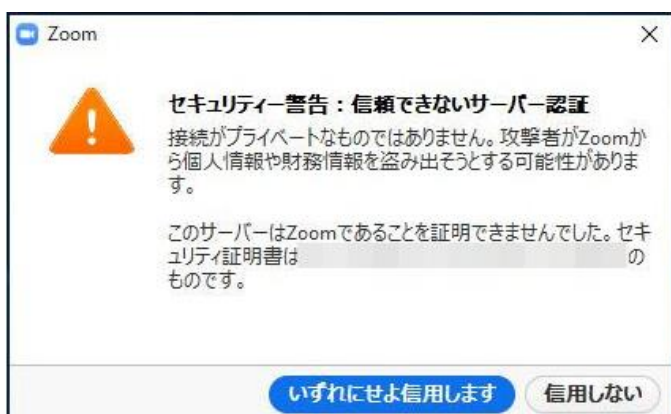 Zoom
セキュリティー警告：信頼できないサーバー認証
接続がプライベートなものではありません。攻撃者がZoomか
ら個人情報や財務情報を盗み出そうとする可能性がありま
す。
このサーバーはZoomであることを証明できませんでした。セキ
ュリティ証明書は の
ものです。
いずれにせよ信用します 信用しない